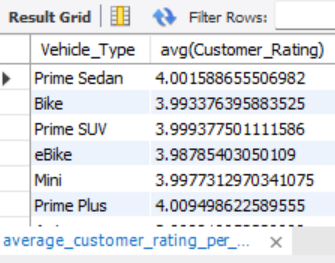 Result Grid Filter Rows:
Vehicle_Type avg(Customer_Rating)
Prime Sedan 4.001588655506982
Bike 3.993376395883525
Prime SUV 3.999377501111586
eBike 3.98785403050109
Mini 3.9977312970341075
Prime Plus 4.009498622589555
average_customer_rating_per_...